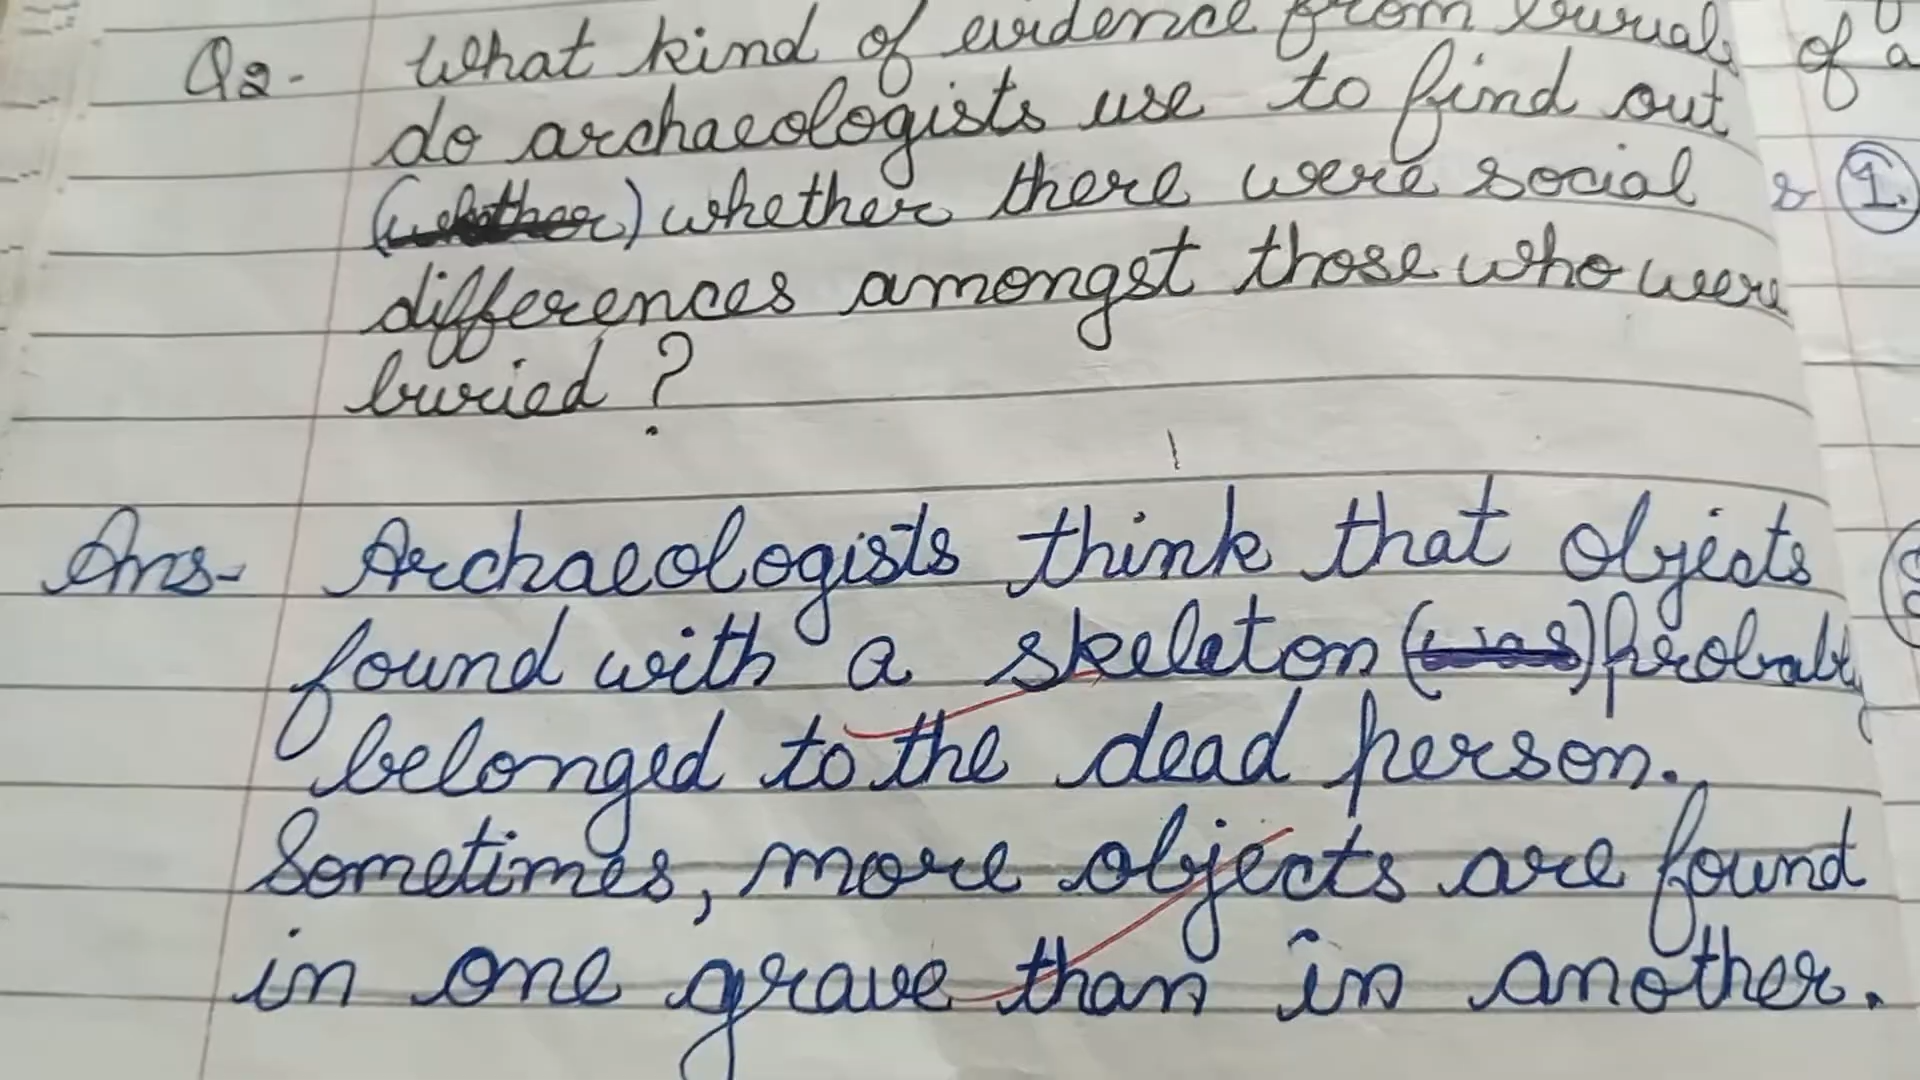 Q2- What kind of evidence from burials
do archaeologists use to find out
whether there were social
differences amongst those who were
buried ?
Ans- Archaeologists think that objects
found with a skeleton probably
belonged to the dead person.
Sometimes, more objects are found
in one grave than in another.
of a
1.